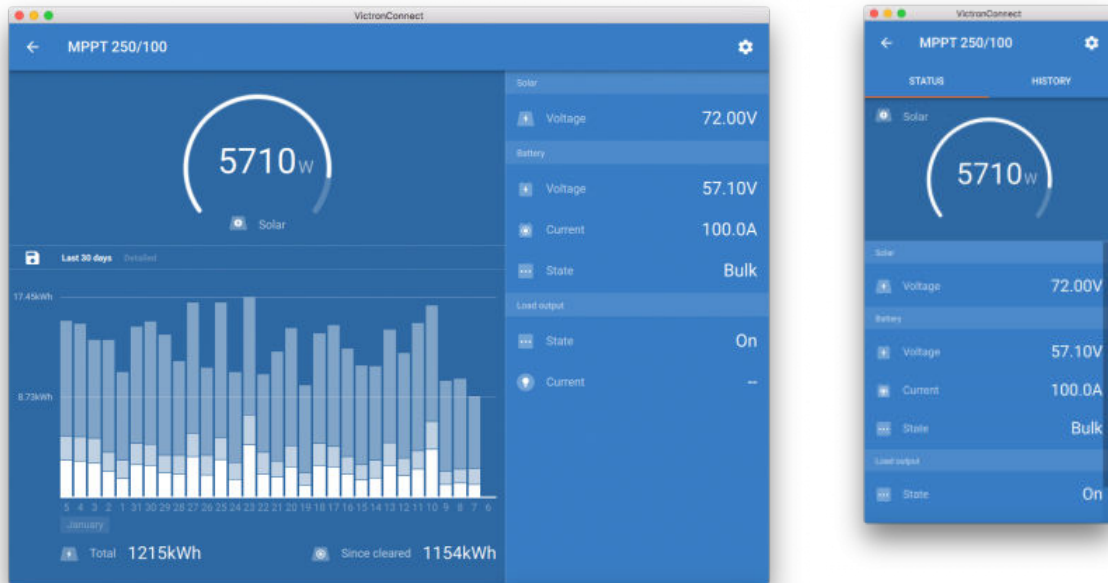 VictronConnect
MPPT 250/100
5710W
Solar
Last 30 days Detailed
17.45kWh
8.73kWh
5 4 3 2 1 31 30 29 28 27 26 25 24 23 22 21 20 19 18 17 16 15 14 13 12 11 10 9 8 7 6
January
Total 1215kWh
Since cleared 1154kWh
Solar
Voltage 72.00V
Battery
Voltage 57.10V
Current 100.0A
State Bulk
Load output
State On
Current --
VictronConnect
MPPT 250/100
STATUS HISTORY
Solar
5710W
Solar
Voltage 72.00V
Battery
Voltage 57.10V
Current 100.0A
State Bulk
Load output
State On